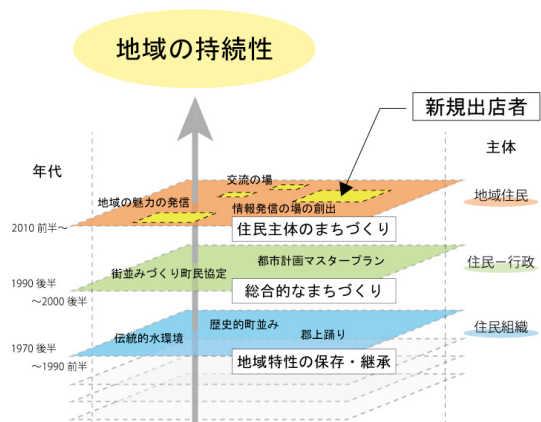 地域の持続性
新規出店者
年代
主体
交流の場
地域の魅力の発信
情報発信の場の創出
地域住民
2010 前半～
住民主体のまちづくり
都市計画マスタープラン
街並みづくり町民協定
住民ー行政
1990 後半
～2000 後半
総合的なまちづくり
歴史的町並み
伝統的水環境
郡上踊り
住民組織
1970 後半
～1990 前半
地域特性の保存・継承